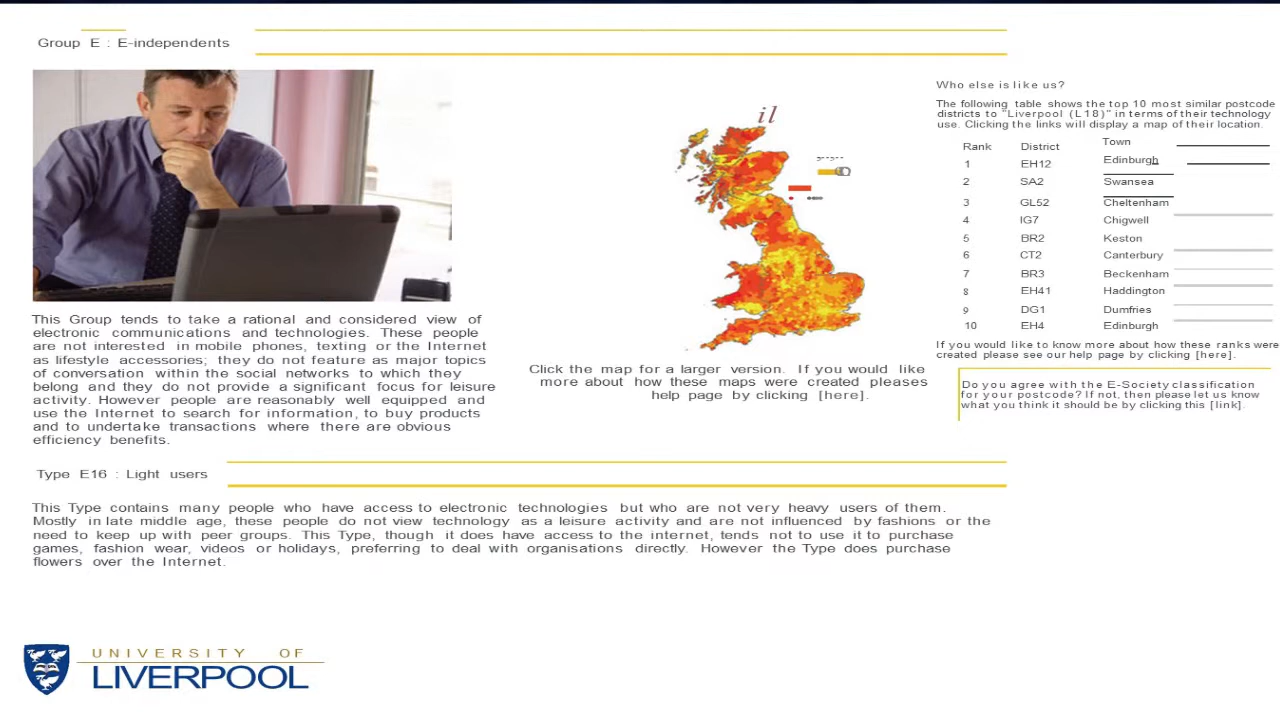 Group E : E-independents
This Group tends to take a rational and considered view of
electronic communications and technologies. These people
are not interested in mobile phones, texting or the Internet
as lifestyle accessories; they do not feature as major topics
of conversation within the social networks to which they
belong and they do not provide a significant focus for leisure
activity. However people are reasonably well equipped and
use the Internet to search for information, to buy products
and to undertake transactions where there are obvious
efficiency benefits.
il
Click the map for a larger version. If you would like
more about how these maps were created pleases
help page by clicking [here].
Who else is like us?
The following table shows the top 10 most similar postcode
districts to "Liverpool (L18)" in terms of their technology
use. Clicking the links will display a map of their location.
Rank District Town
1 EH12 Edinburgh
2 SA2 Swansea
3 GL52 Cheltenham
4 IG7 Chigwell
5 BR2 Keston
6 CT2 Canterbury
7 BR3 Beckenham
8 EH41 Haddington
9 DG1 Dumfries
10 EH4 Edinburgh
If you would like to know more about how these ranks were
created please see our help page by clicking [here].
Do you agree with the E-Society classification
for your postcode? If not, then please let us know
what you think it should be by clicking this [link].
Type E16 : Light users
This Type contains many people who have access to electronic technologies but who are not very heavy users of them.
Mostly in late middle age, these people do not view technology as a leisure activity and are not influenced by fashions or the
need to keep up with peer groups. This Type, though it does have access to the internet, tends not to use it to purchase
games, fashion wear, videos or holidays, preferring to deal with organisations directly. However the Type does purchase
flowers over the Internet.
UNIVERSITY OF
LIVERPOOL